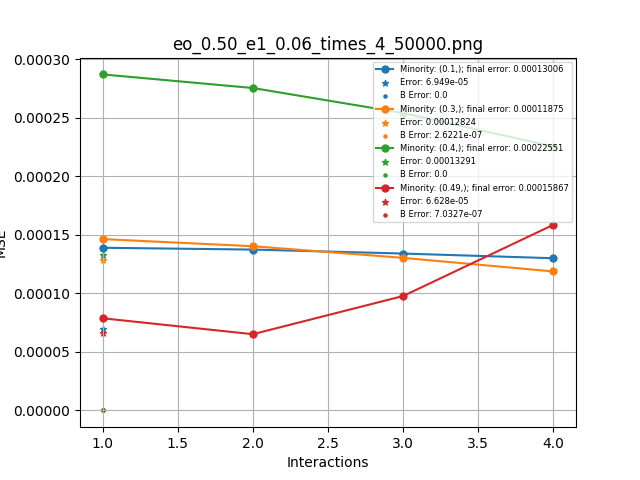 eo_0.50_e1_0.06_times_4_50000.png
0.00030
0.00025
0.00020
0.00015
0.00010
0.00005
0.00000
MSE
Minority: (0.1,); final error: 0.00013006
Error: 6.949e-05
B Error: 0.0
Minority: (0.3,); final error: 0.00011875
Error: 0.00012824
B Error: 2.6221e-07
Minority: (0.4,); final error: 0.00022551
Error: 0.00013291
B Error: 0.0
Minority: (0.49,); final error: 0.00015867
Error: 6.628e-05
B Error: 7.0327e-07
1.0 1.5 2.0 2.5 3.0 3.5 4.0
Interactions